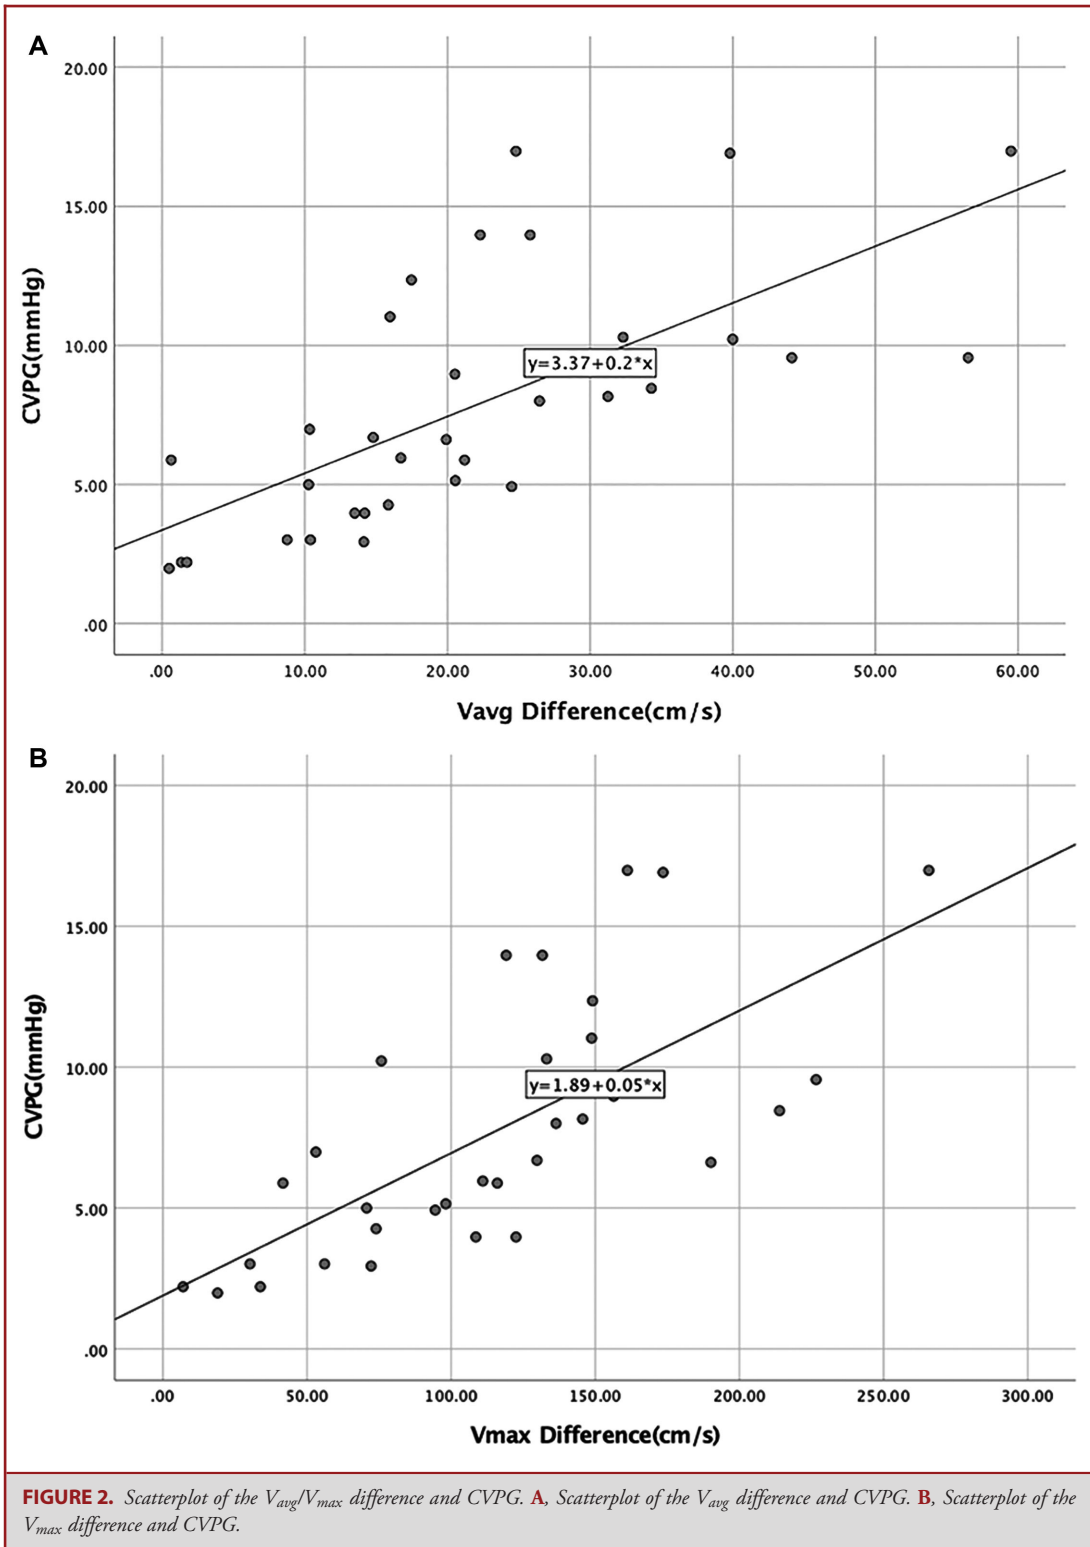 A
20.00
15.00
10.00
5.00
.00
CVPG(mmHg)
y=3.37+0.2*x
.00 10.00 20.00 30.00 40.00 50.00 60.00
Vavg Difference(cm/s)
B
20.00
15.00
10.00
5.00
.00
CVPG(mmHg)
y=1.89+0.05*x
.00 50.00 100.00 150.00 200.00 250.00 300.00
Vmax Difference(cm/s)
FIGURE 2. Scatterplot of the Vavg/Vmax difference and CVPG. A, Scatterplot of the Vavg difference and CVPG. B, Scatterplot of the
Vmax difference and CVPG.